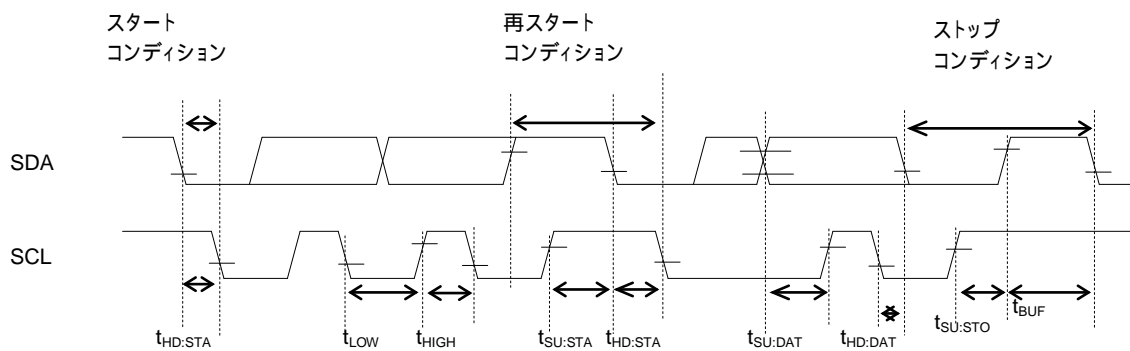 スタート
コンディション
再スタート
コンディション
ストップ
コンディション
SDA
SCL
tHD:STA
tLOW
tHIGH
tSU:STA
tHD:STA
tSU:DAT
tHD:DAT
tSU:STO
tBUF